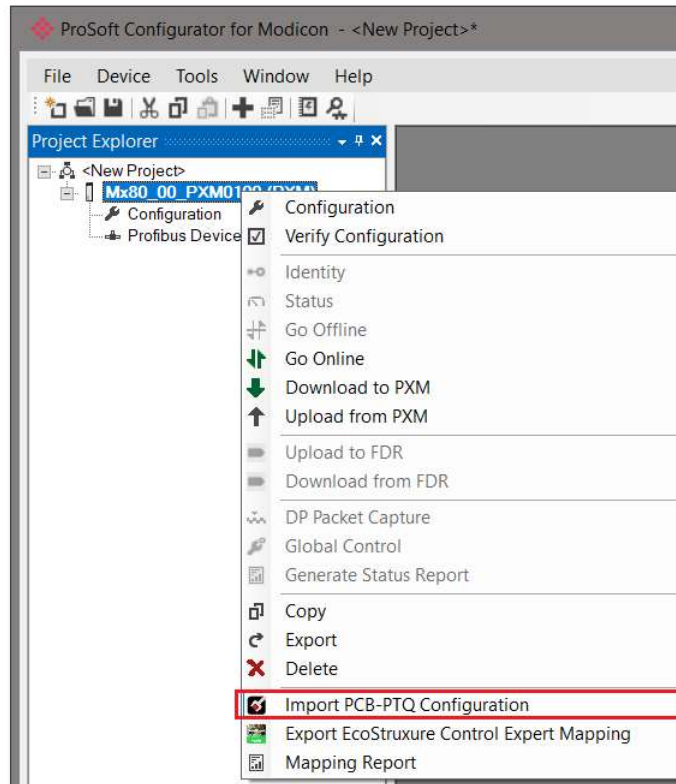 ProSoft Configurator for Modicon - <New Project>*
File Device Tools Window Help
Project Explorer
<New Project>
Mx80_00_PXM0100 (PXM)
Configuration
Profibus Device
Configuration
Verify Configuration
Identity
Status
Go Offline
Go Online
Download to PXM
Upload from PXM
Upload to FDR
Download from FDR
DP Packet Capture
Global Control
Generate Status Report
Copy
Export
Delete
Import PCB-PTQ Configuration
Export EcoStruxure Control Expert Mapping
Mapping Report